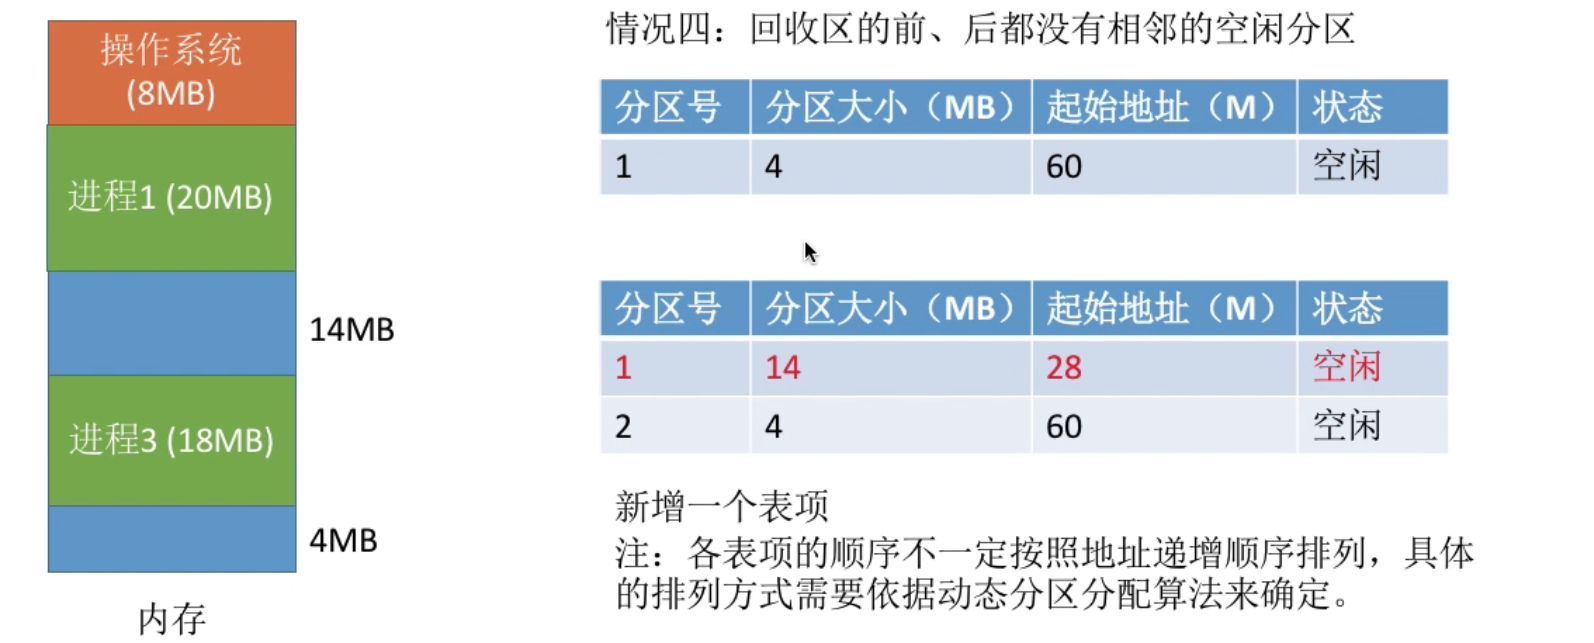 操作系统
(8MB)
进程1 (20MB)
14MB
进程3 (18MB)
4MB
内存
情况四：回收区的前、后都没有相邻的空闲分区
分区号 分区大小（MB） 起始地址（M） 状态
1 4 60 空闲
分区号 分区大小（MB） 起始地址（M） 状态
1 14 28 空闲
2 4 60 空闲
新增一个表项
注：各表项的顺序不一定按照地址递增顺序排列，具体
的排列方式需要依据动态分区分配算法来确定。